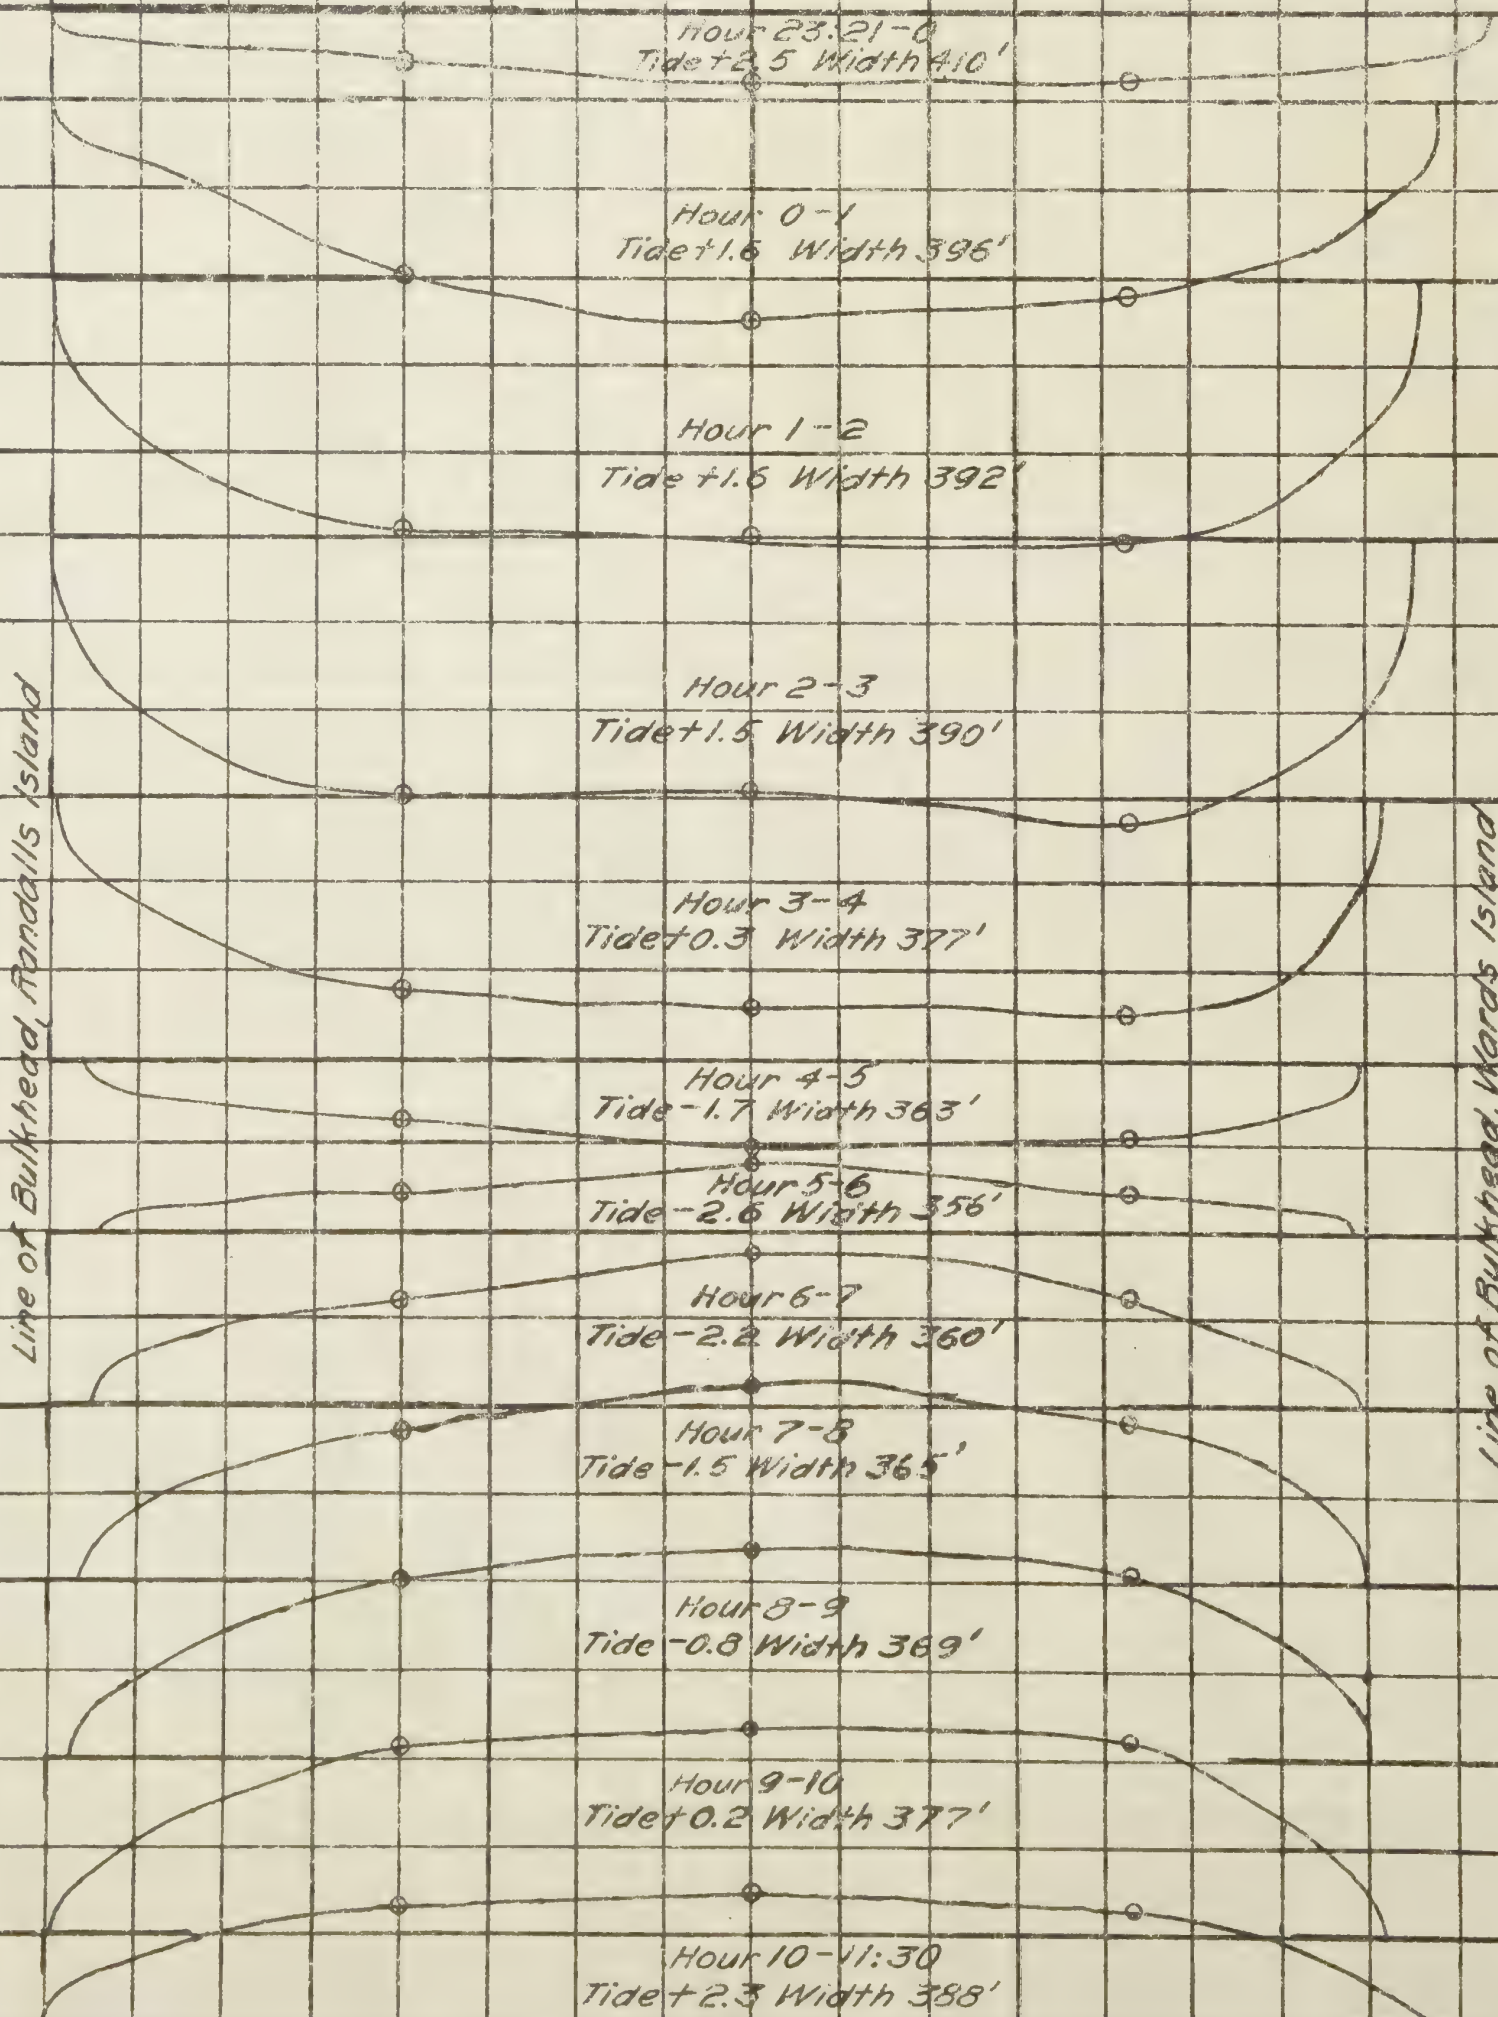 Hour 23:21-0
Tide +2.5 Width 410'
Hour 0-1
Tide +1.6 Width 396'
Hour 1-2
Tide +1.6 Width 392'
Hour 2-3
Tide +1.5 Width 390'
Hour 3-4
Tide +0.3 Width 377'
Hour 4-5
Tide -1.7 Width 363'
Hour 5-6
Tide -2.6 Width 356'
Hour 6-7
Tide -2.2 Width 360'
Hour 7-8
Tide -1.5 Width 365'
Hour 8-9
Tide -0.8 Width 369'
Hour 9-10
Tide +0.2 Width 377'
Hour 10-11:30
Tide +2.3 Width 388'
Line of Bulkhead, Randalls Island
Line of Bulkhead, Wards Island